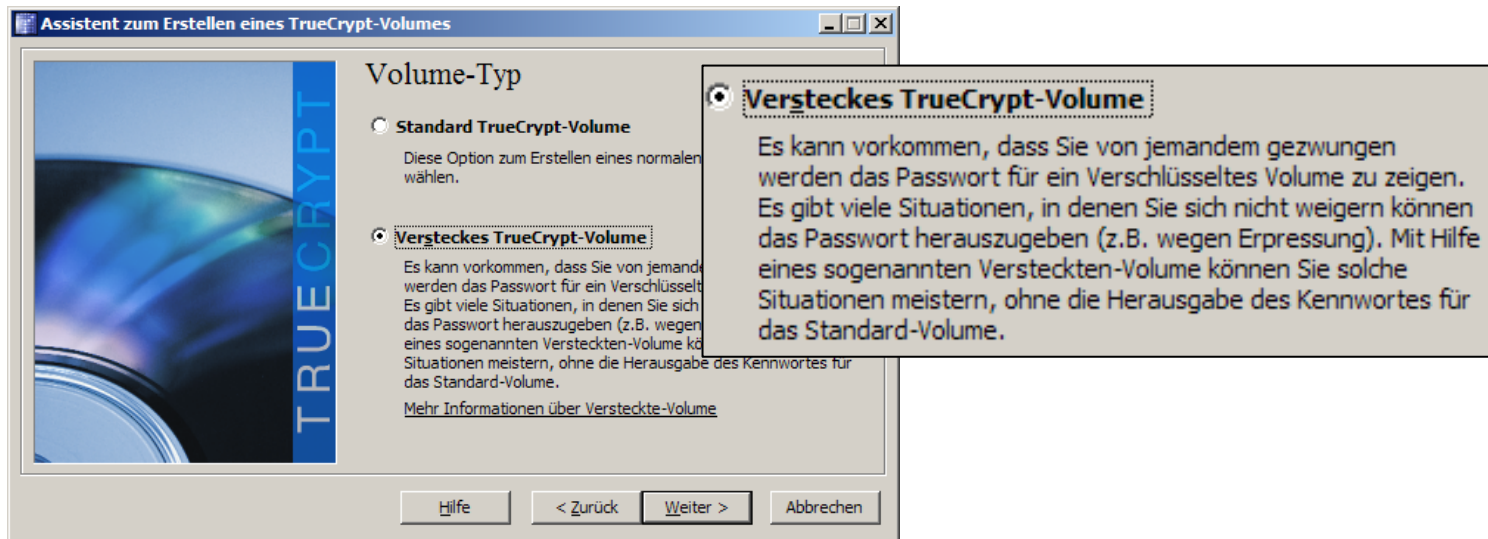 Assistent zum Erstellen eines TrueCrypt-Volumes
TRUECRYPT
Volume-Typ
Standard TrueCrypt-Volume
Diese Option zum Erstellen eines normalen
wählen.
Versteckes TrueCrypt-Volume
Es kann vorkommen, dass Sie von jemande
werden das Passwort für ein Verschlüsselt
Es gibt viele Situationen, in denen Sie sich
das Passwort herauszugeben (z.B. wegen
eines sogenannten Versteckten-Volume kö
Situationen meistern, ohne die Herausgabe des Kennwortes für
das Standard-Volume.
Mehr Informationen über Versteckte-Volume
Hilfe
< Zurück
Weiter >
Abbrechen
Versteckes TrueCrypt-Volume
Es kann vorkommen, dass Sie von jemandem gezwungen
werden das Passwort für ein Verschlüsseltes Volume zu zeigen.
Es gibt viele Situationen, in denen Sie sich nicht weigern können
das Passwort herauszugeben (z.B. wegen Erpressung). Mit Hilfe
eines sogenannten Versteckten-Volume können Sie solche
Situationen meistern, ohne die Herausgabe des Kennwortes für
das Standard-Volume.